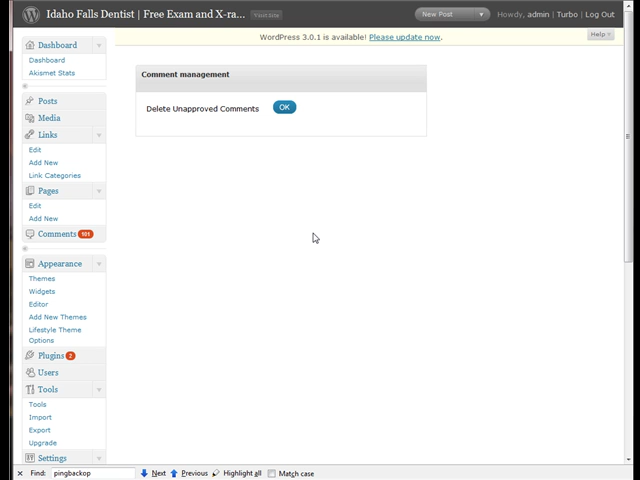 Idaho Falls Dentist | Free Exam and X-ra...
Visit Site
New Post
Howdy, admin | Turbo | Log Out
WordPress 3.0.1 is available! Please update now.
Help
Dashboard
Dashboard
Akismet Stats
Posts
Media
Links
Edit
Add New
Link Categories
Pages
Edit
Add New
Comments 101
Appearance
Themes
Widgets
Editor
Add New Themes
Lifestyle Theme
Options
Plugins 2
Users
Tools
Tools
Import
Export
Upgrade
Settings
Comment management
Delete Unapproved Comments OK
Find: pingbackop Next Previous Highlight all Match case